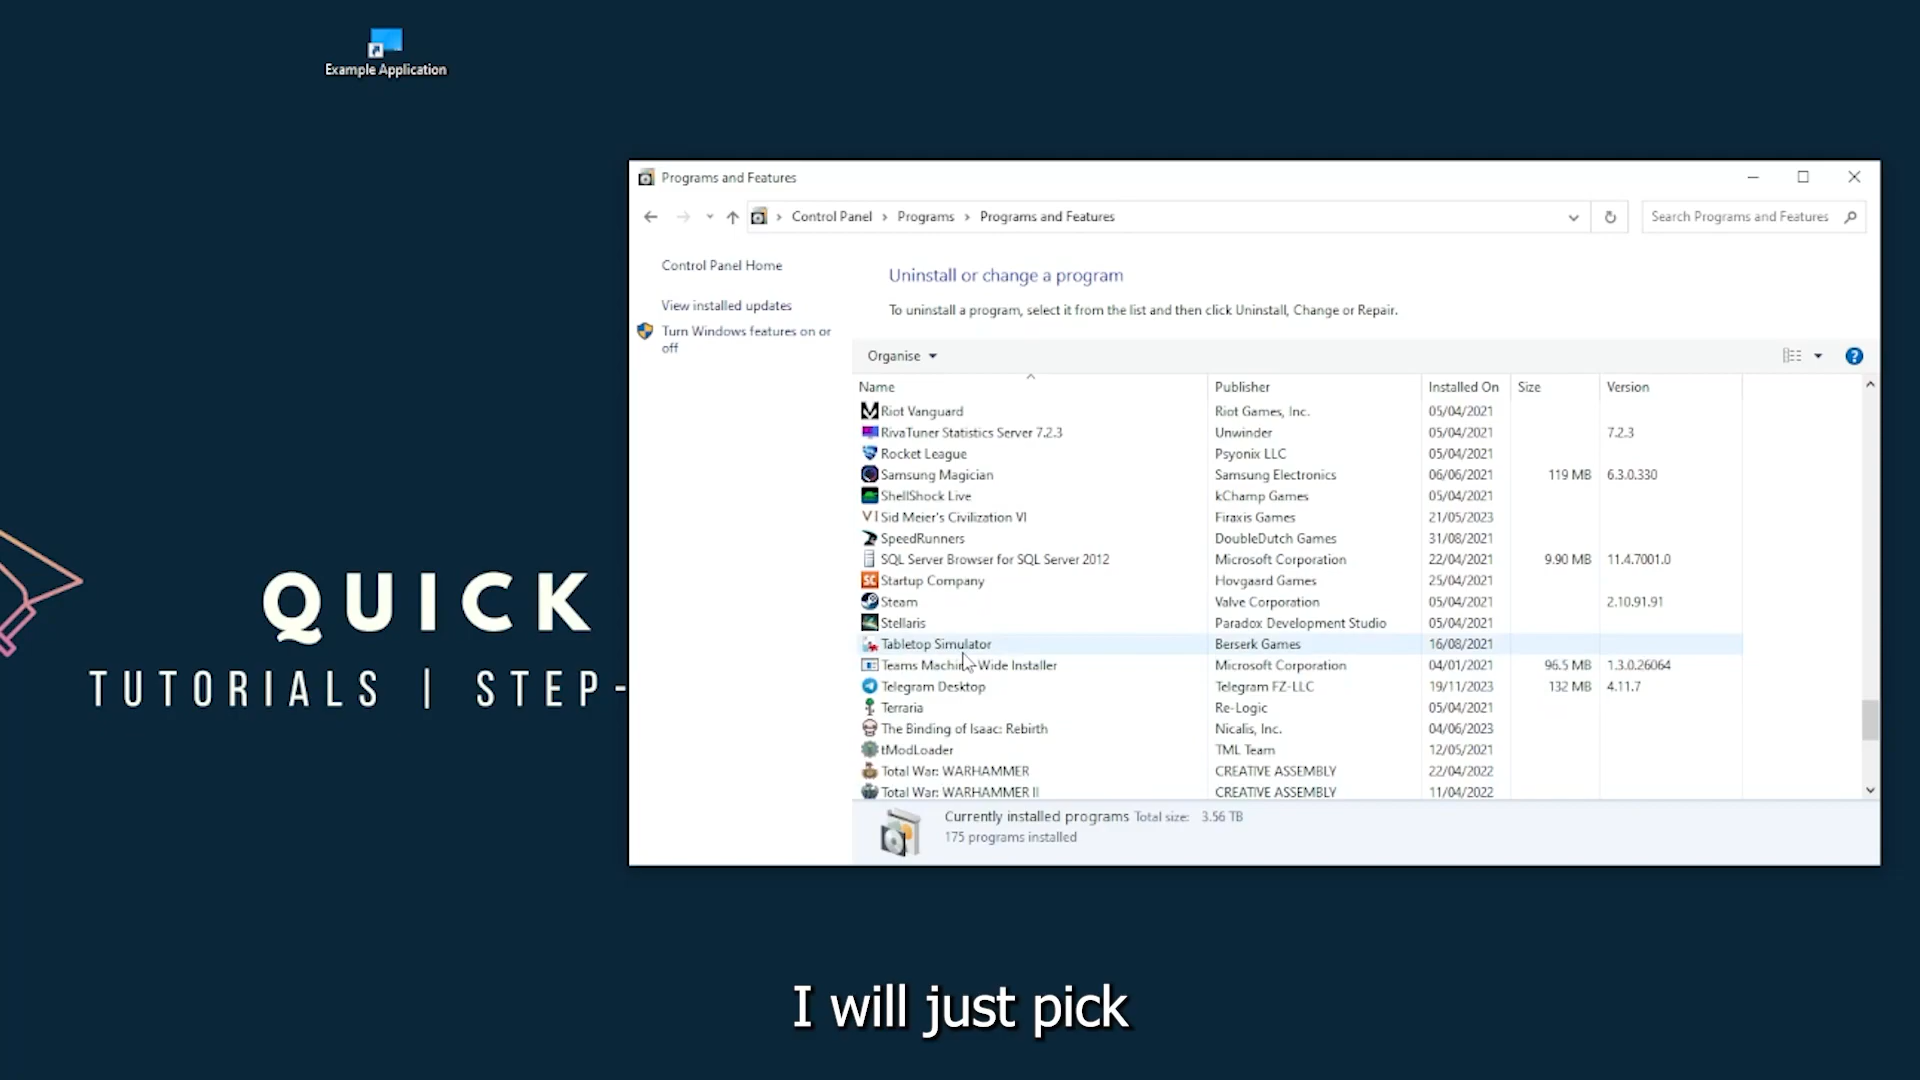 Example Application
QUICK
TUTORIALS | STEP-
Programs and Features
Control Panel > Programs > Programs and Features
Search Programs and Features
Control Panel Home
View installed updates
Turn Windows features on or
off
Uninstall or change a program
To uninstall a program, select it from the list and then click Uninstall, Change or Repair.
Organise
Name Publisher Installed On Size Version
Riot Vanguard Riot Games, Inc. 05/04/2021
RivaTuner Statistics Server 7.2.3 Unwinder 05/04/2021 7.2.3
Rocket League Psyonix LLC 05/04/2021
Samsung Magician Samsung Electronics 06/06/2021 119 MB 6.3.0.330
ShellShock Live kChamp Games 05/04/2021
VI Sid Meier's Civilization VI Firaxis Games 21/05/2023
SpeedRunners DoubleDutch Games 31/08/2021
SQL Server Browser for SQL Server 2012 Microsoft Corporation 22/04/2021 9.90 MB 11.4.7001.0
SC Startup Company Hovgaard Games 25/04/2021
Steam Valve Corporation 05/04/2021 2.10.91.91
Stellaris Paradox Development Studio 05/04/2021
Tabletop Simulator Berserk Games 16/08/2021
Teams Machine-Wide Installer Microsoft Corporation 04/01/2021 96.5 MB 1.3.0.26064
Telegram Desktop Telegram FZ-LLC 19/11/2023 132 MB 4.11.7
Terraria Re-Logic 05/04/2021
The Binding of Isaac: Rebirth Nicalis, Inc. 04/06/2023
tModLoader TML Team 12/05/2021
Total War: WARHAMMER CREATIVE ASSEMBLY 22/04/2022
Total War: WARHAMMER II CREATIVE ASSEMBLY 11/04/2022
Currently installed programs Total size: 3.56 TB
175 programs installed
I will just pick